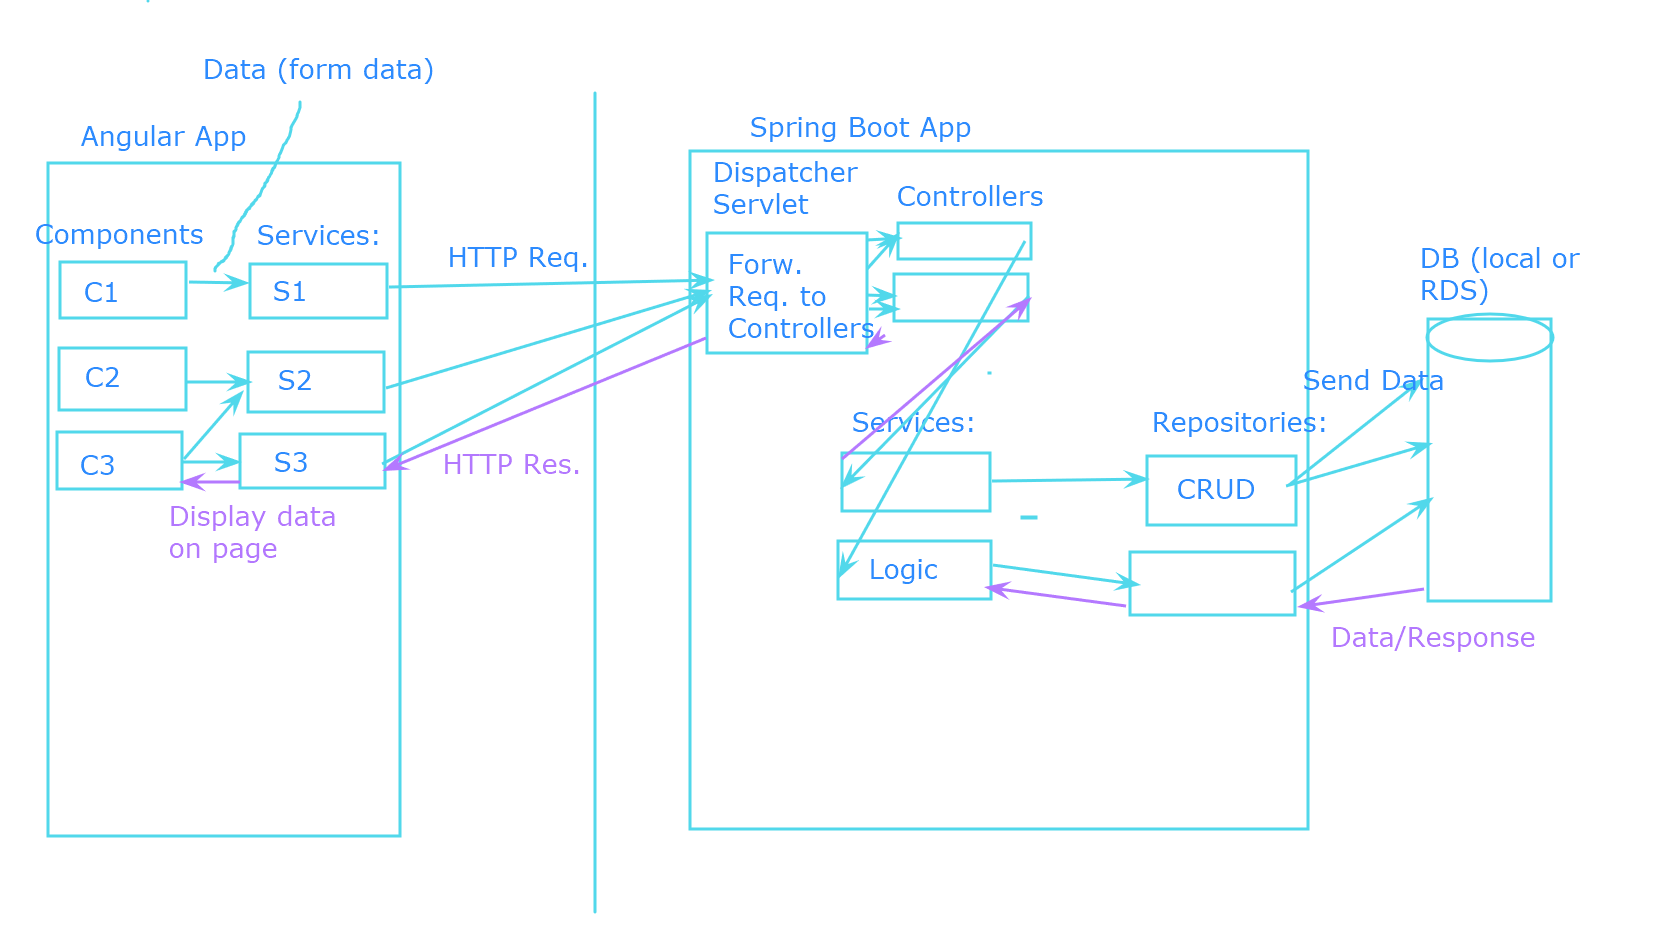 Data (form data)
Angular App
Components
Services:
C1
S1
C2
S2
C3
S3
Display data
on page
HTTP Req.
HTTP Res.
Spring Boot App
Dispatcher
Servlet
Forw.
Req. to
Controllers
Controllers
Services:
Logic
Repositories:
CRUD
Send Data
DB (local or
RDS)
Data/Response